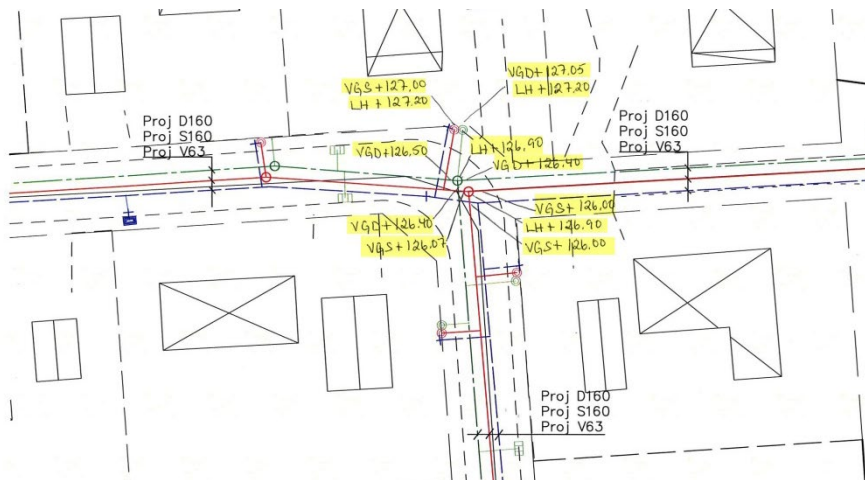 VGD+127.05
LH+127.20
VGS+127.00
LH+127.20
Proj D160
Proj S160
Proj V63
Proj D160
Proj S160
Proj V63
VGD+126.50
LH+126.90
VGD+126.40
VGS+126.00
LH+126.90
VGS+126.00
VGD+126.40
VGS+126.07
Proj D160
Proj S160
Proj V63